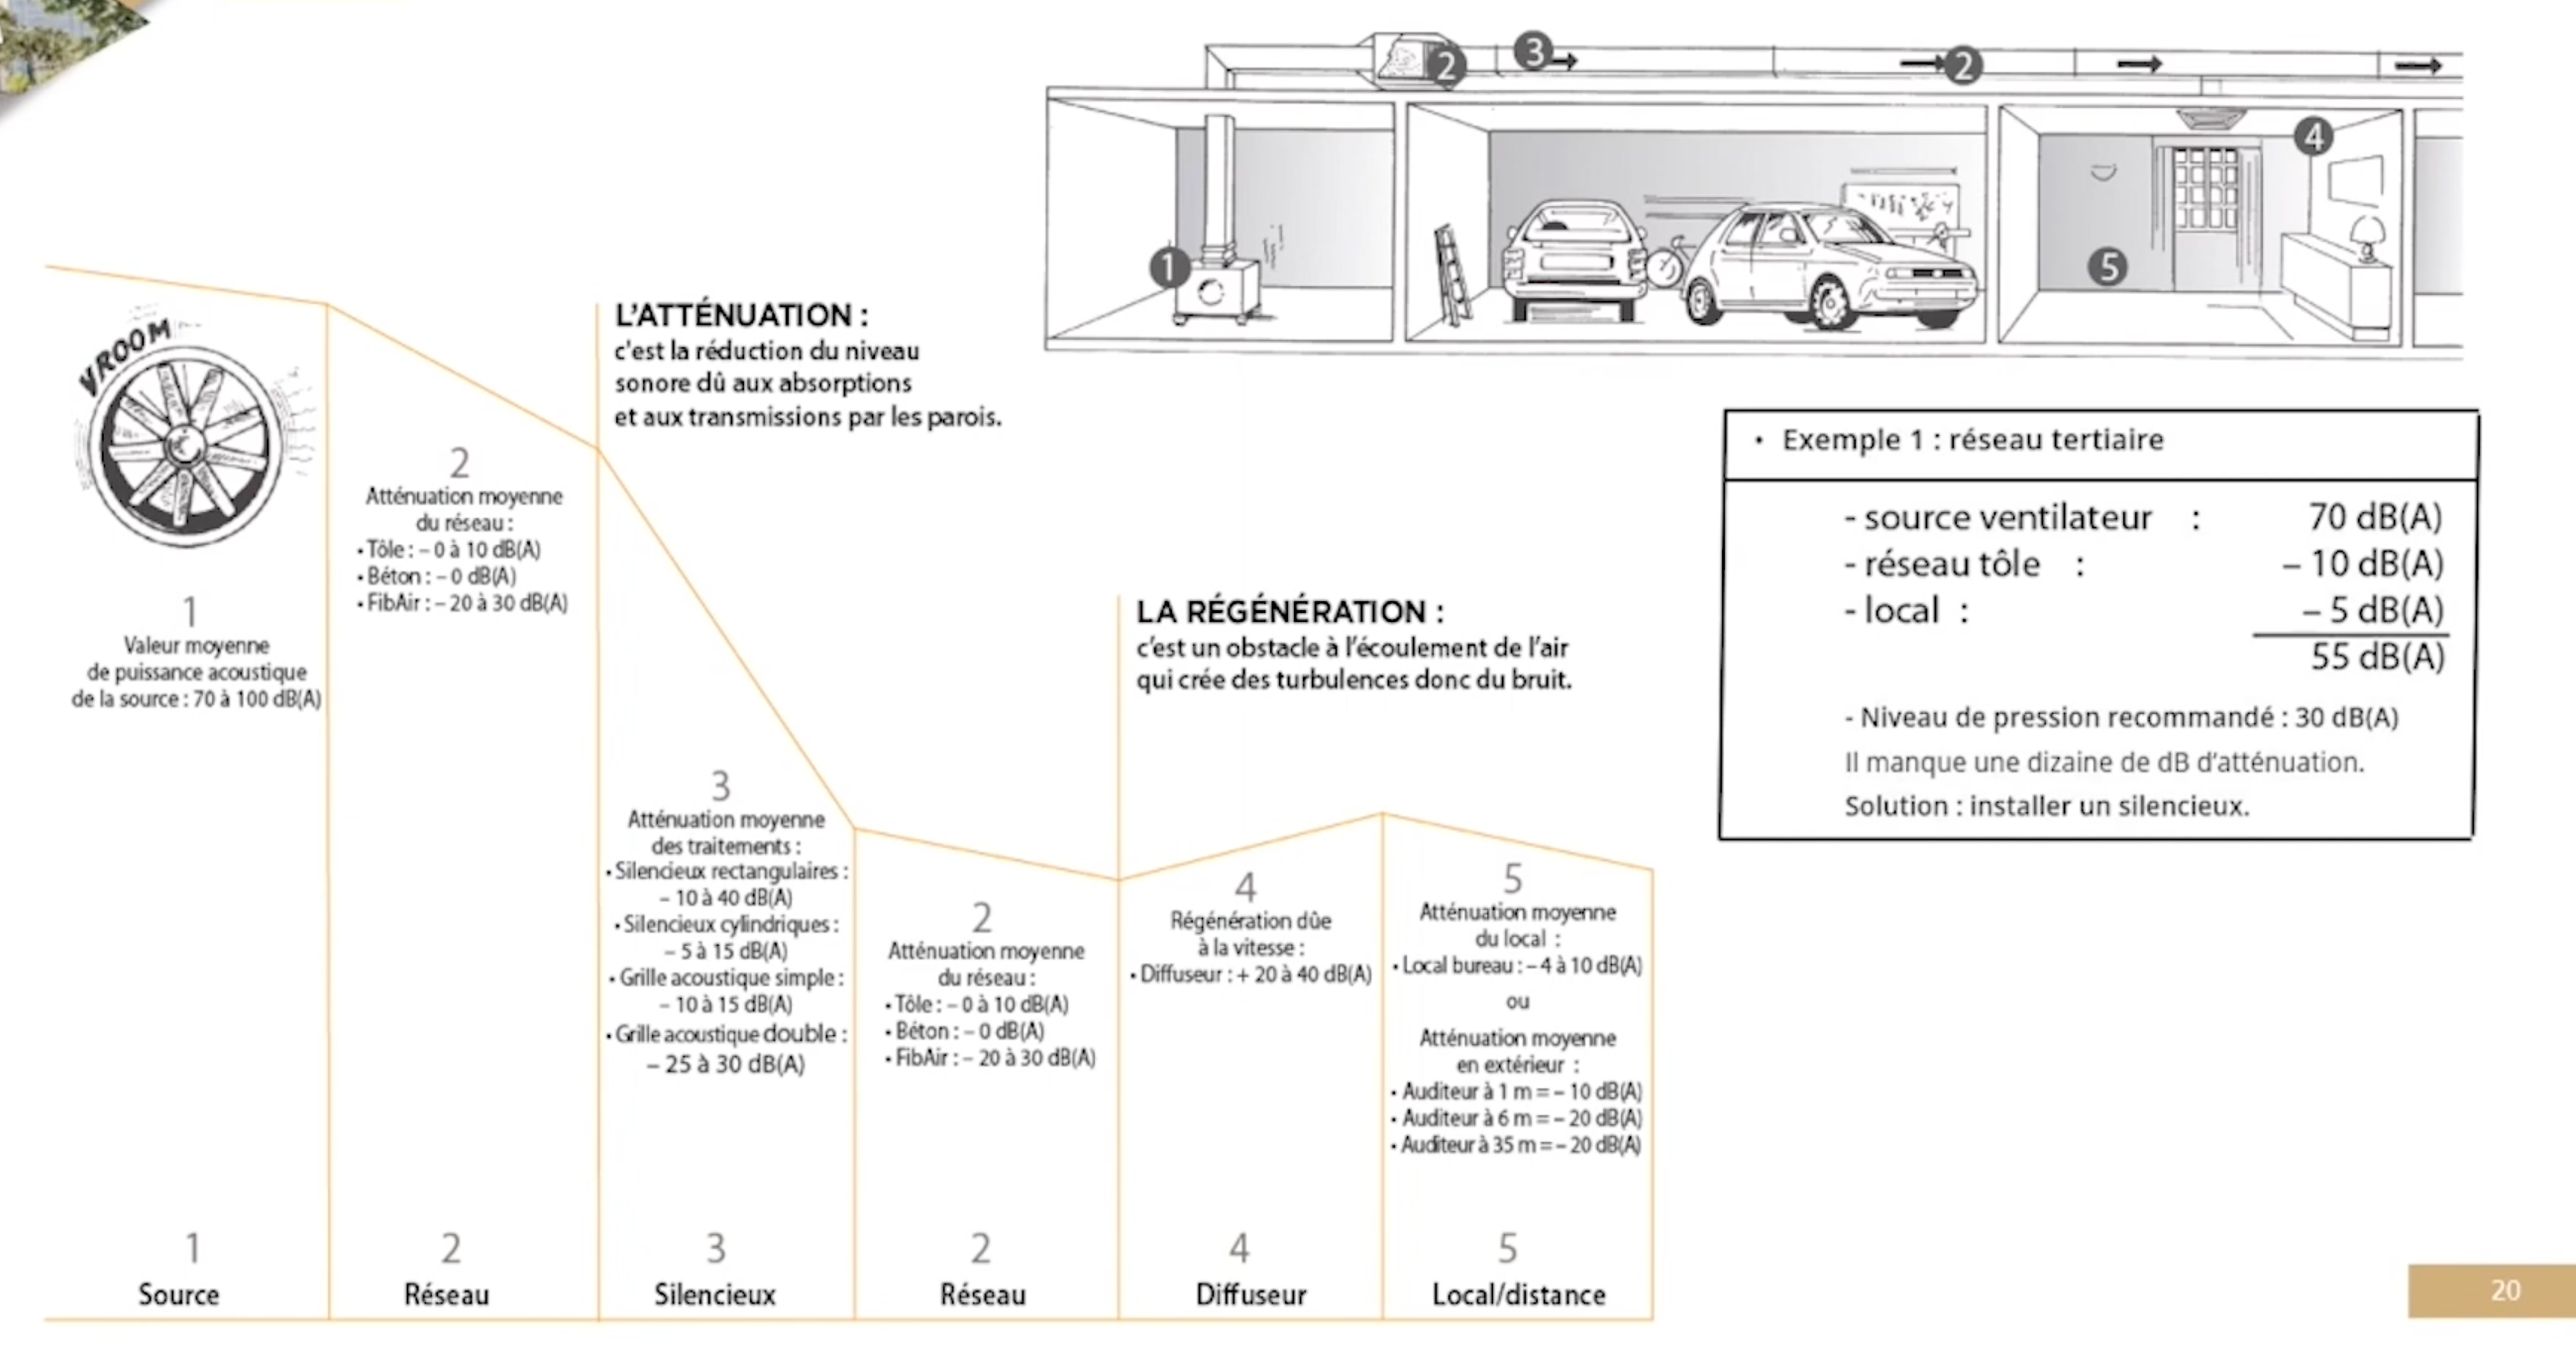 2
3
2
4
1
5
VROOM
1
Valeur moyenne
de puissance acoustique
de la source : 70 à 100 dB(A)
2
Atténuation moyenne
du réseau :
• Tôle : – 0 à 10 dB(A)
• Béton : – 0 dB(A)
• FibAir : – 20 à 30 dB(A)
L’ATTÉNUATION :
c'est la réduction du niveau
sonore dû aux absorptions
et aux transmissions par les parois.
3
Atténuation moyenne
des traitements :
• Silencieux rectangulaires :
– 10 à 40 dB(A)
• Silencieux cylindriques :
– 5 à 15 dB(A)
• Grille acoustique simple :
– 10 à 15 dB(A)
• Grille acoustique double :
– 25 à 30 dB(A)
2
Atténuation moyenne
du réseau :
• Tôle : – 0 à 10 dB(A)
• Béton : – 0 dB(A)
• FibAir : – 20 à 30 dB(A)
LA RÉGÉNÉRATION :
c’est un obstacle à l’écoulement de l’air
qui crée des turbulences donc du bruit.
4
Régénération dûe
à la vitesse :
• Diffuseur : + 20 à 40 dB(A)
5
Atténuation moyenne
du local :
• Local bureau : – 4 à 10 dB(A)
ou
Atténuation moyenne
en extérieur :
• Auditeur à 1 m = – 10 dB(A)
• Auditeur à 6 m = – 20 dB(A)
• Auditeur à 35 m = – 20 dB(A)
• Exemple 1 : réseau tertiaire
- source ventilateur : 70 dB(A)
- réseau tôle : – 10 dB(A)
- local : – 5 dB(A)
55 dB(A)
- Niveau de pression recommandé : 30 dB(A)
Il manque une dizaine de dB d’atténuation.
Solution : installer un silencieux.
1 2 3 2 4 5
Source Réseau Silencieux Réseau Diffuseur Local/distance
20